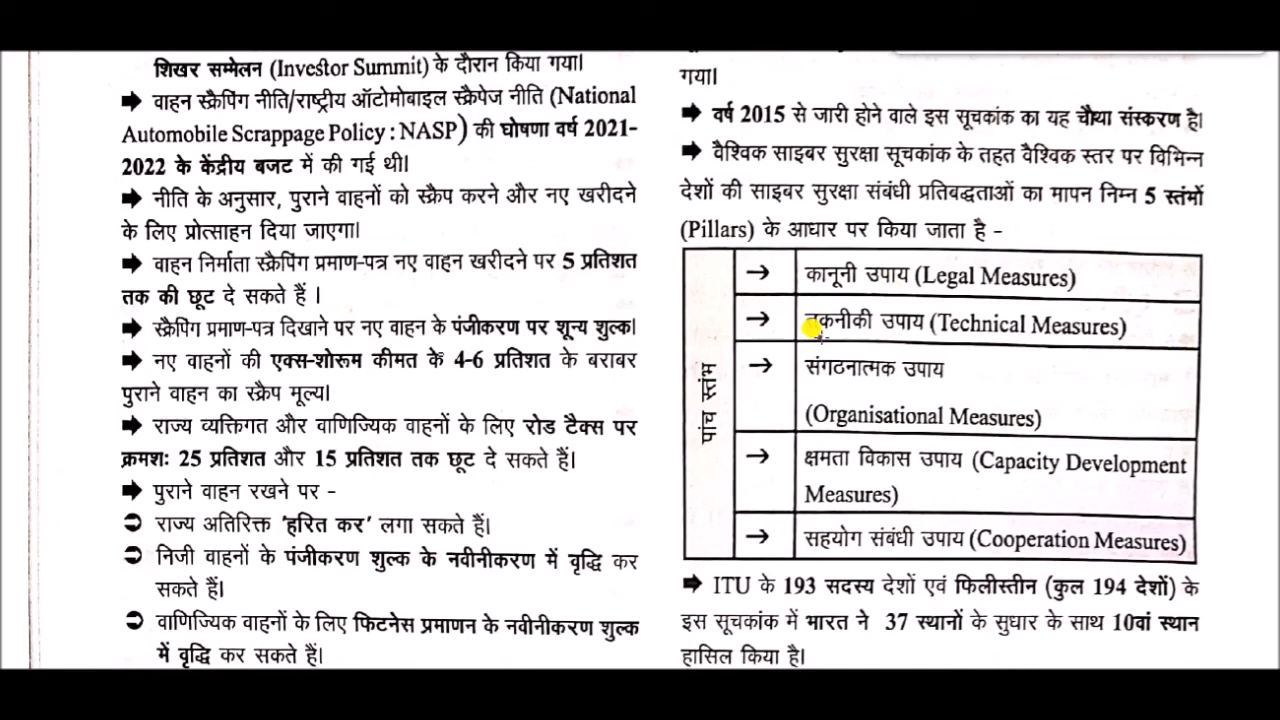 शिखर सम्मेलन (Investor Summit) के दौरान किया गया।
➡ वाहन स्क्रैपिंग नीति/राष्ट्रीय ऑटोमोबाइल स्क्रैपेज नीति (National
Automobile Scrappage Policy : NASP) की घोषणा वर्ष 2021-
2022 के केंद्रीय बजट में की गई थी।
➡ नीति के अनुसार, पुराने वाहनों को स्क्रैप करने और नए खरीदने
के लिए प्रोत्साहन दिया जाएगा।
➡ वाहन निर्माता स्क्रैपिंग प्रमाण-पत्र नए वाहन खरीदने पर 5 प्रतिशत
तक की छूट दे सकते हैं ।
➡ स्क्रैपिंग प्रमाण-पत्र दिखाने पर नए वाहन के पंजीकरण पर शून्य शुल्क।
➡ नए वाहनों की एक्स-शोरूम कीमत के 4-6 प्रतिशत के बराबर
पुराने वाहन का स्क्रैप मूल्य।
➡ राज्य व्यक्तिगत और वाणिज्यिक वाहनों के लिए रोड टैक्स पर
क्रमशः 25 प्रतिशत और 15 प्रतिशत तक छूट दे सकते हैं।
➡ पुराने वाहन रखने पर -
⊃ राज्य अतिरिक्त 'हरित कर' लगा सकते हैं।
⊃ निजी वाहनों के पंजीकरण शुल्क के नवीनीकरण में वृद्धि कर
सकते हैं।
⊃ वाणिज्यिक वाहनों के लिए फिटनेस प्रमाणन के नवीनीकरण शुल्क
में वृद्धि कर सकते हैं।
गया।
➡ वर्ष 2015 से जारी होने वाले इस सूचकांक का यह चौथा संस्करण है।
➡ वैश्विक साइबर सुरक्षा सूचकांक के तहत वैश्विक स्तर पर विभिन्न
देशों की साइबर सुरक्षा संबंधी प्रतिबद्धताओं का मापन निम्न 5 स्तंभों
(Pillars) के आधार पर किया जाता है -
पांच स्तंभ
→ कानूनी उपाय (Legal Measures)
→ तकनीकी उपाय (Technical Measures)
→ संगठनात्मक उपाय
(Organisational Measures)
→ क्षमता विकास उपाय (Capacity Development
Measures)
→ सहयोग संबंधी उपाय (Cooperation Measures)
➡ ITU के 193 सदस्य देशों एवं फिलीस्तीन (कुल 194 देशों) के
इस सूचकांक में भारत ने 37 स्थानों के सुधार के साथ 10वां स्थान
हासिल किया है।